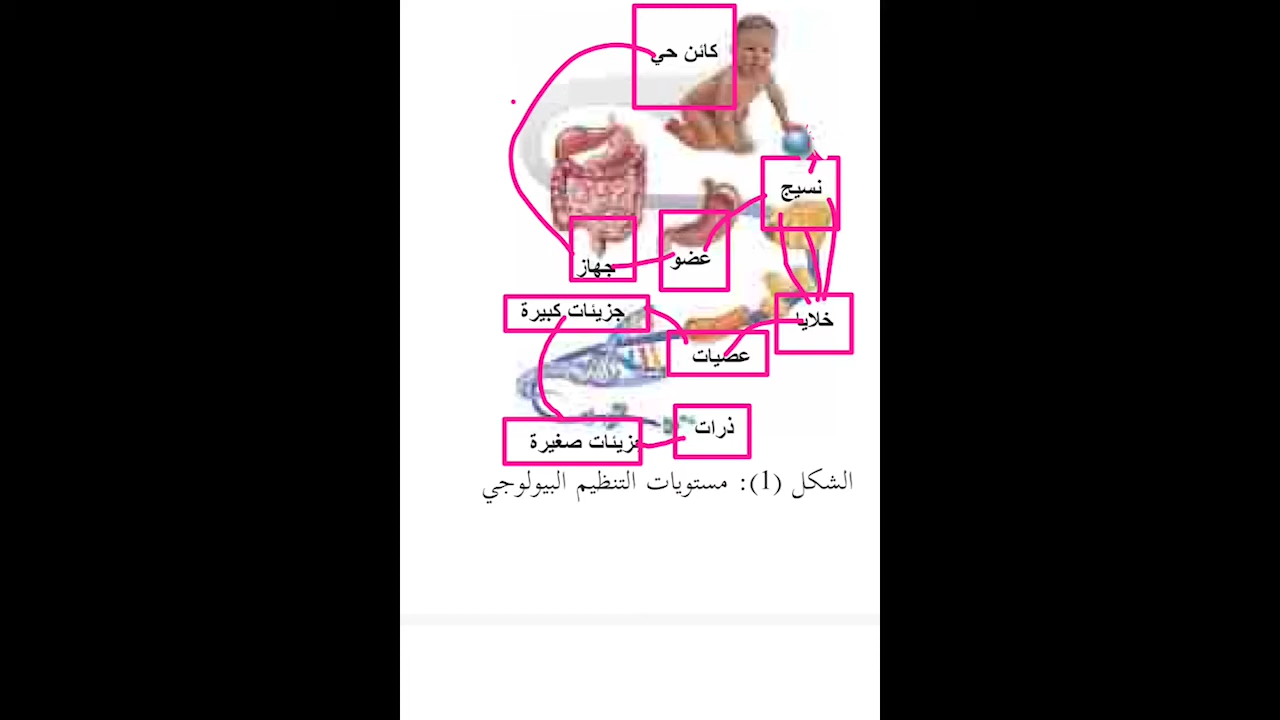 كائن حي
نسيج
عضو
جهاز
جزيئات كبيرة
خلايا
عضيات
ذرات
جزيئات صغيرة
الشكل (1): مستويات التنظيم البيولوجي